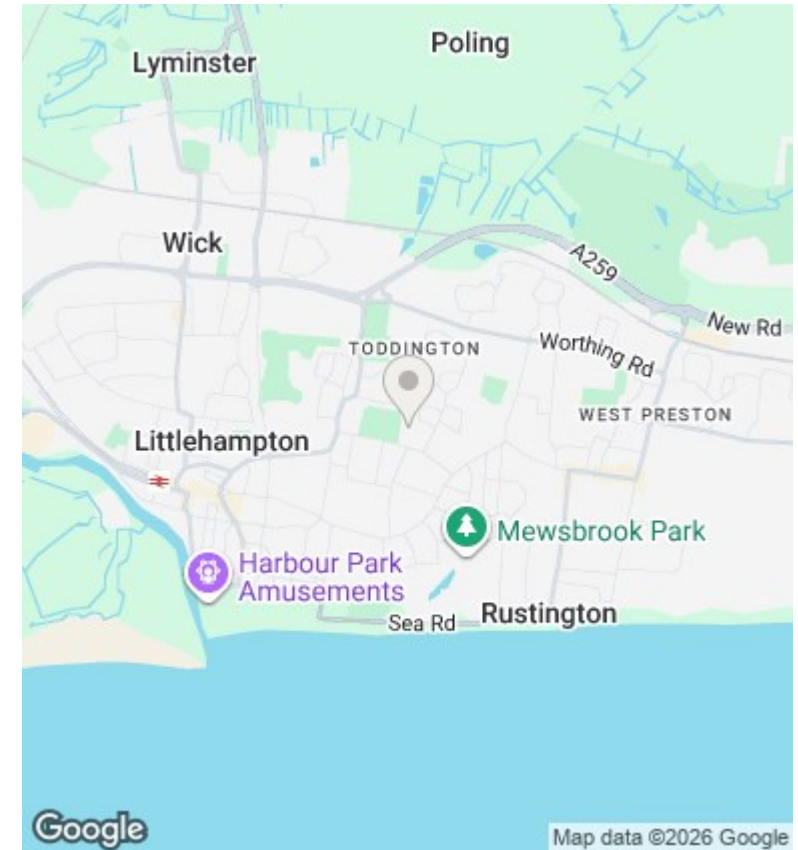 Poling
Lyminster
Wick
A259
New Rd
TODDINGTON
Worthing Rd
WEST PRESTON
Littlehampton
Mewsbrook Park
Harbour Park
Amusements
Sea Rd
Rustington
Google
Map data ©2026 Google